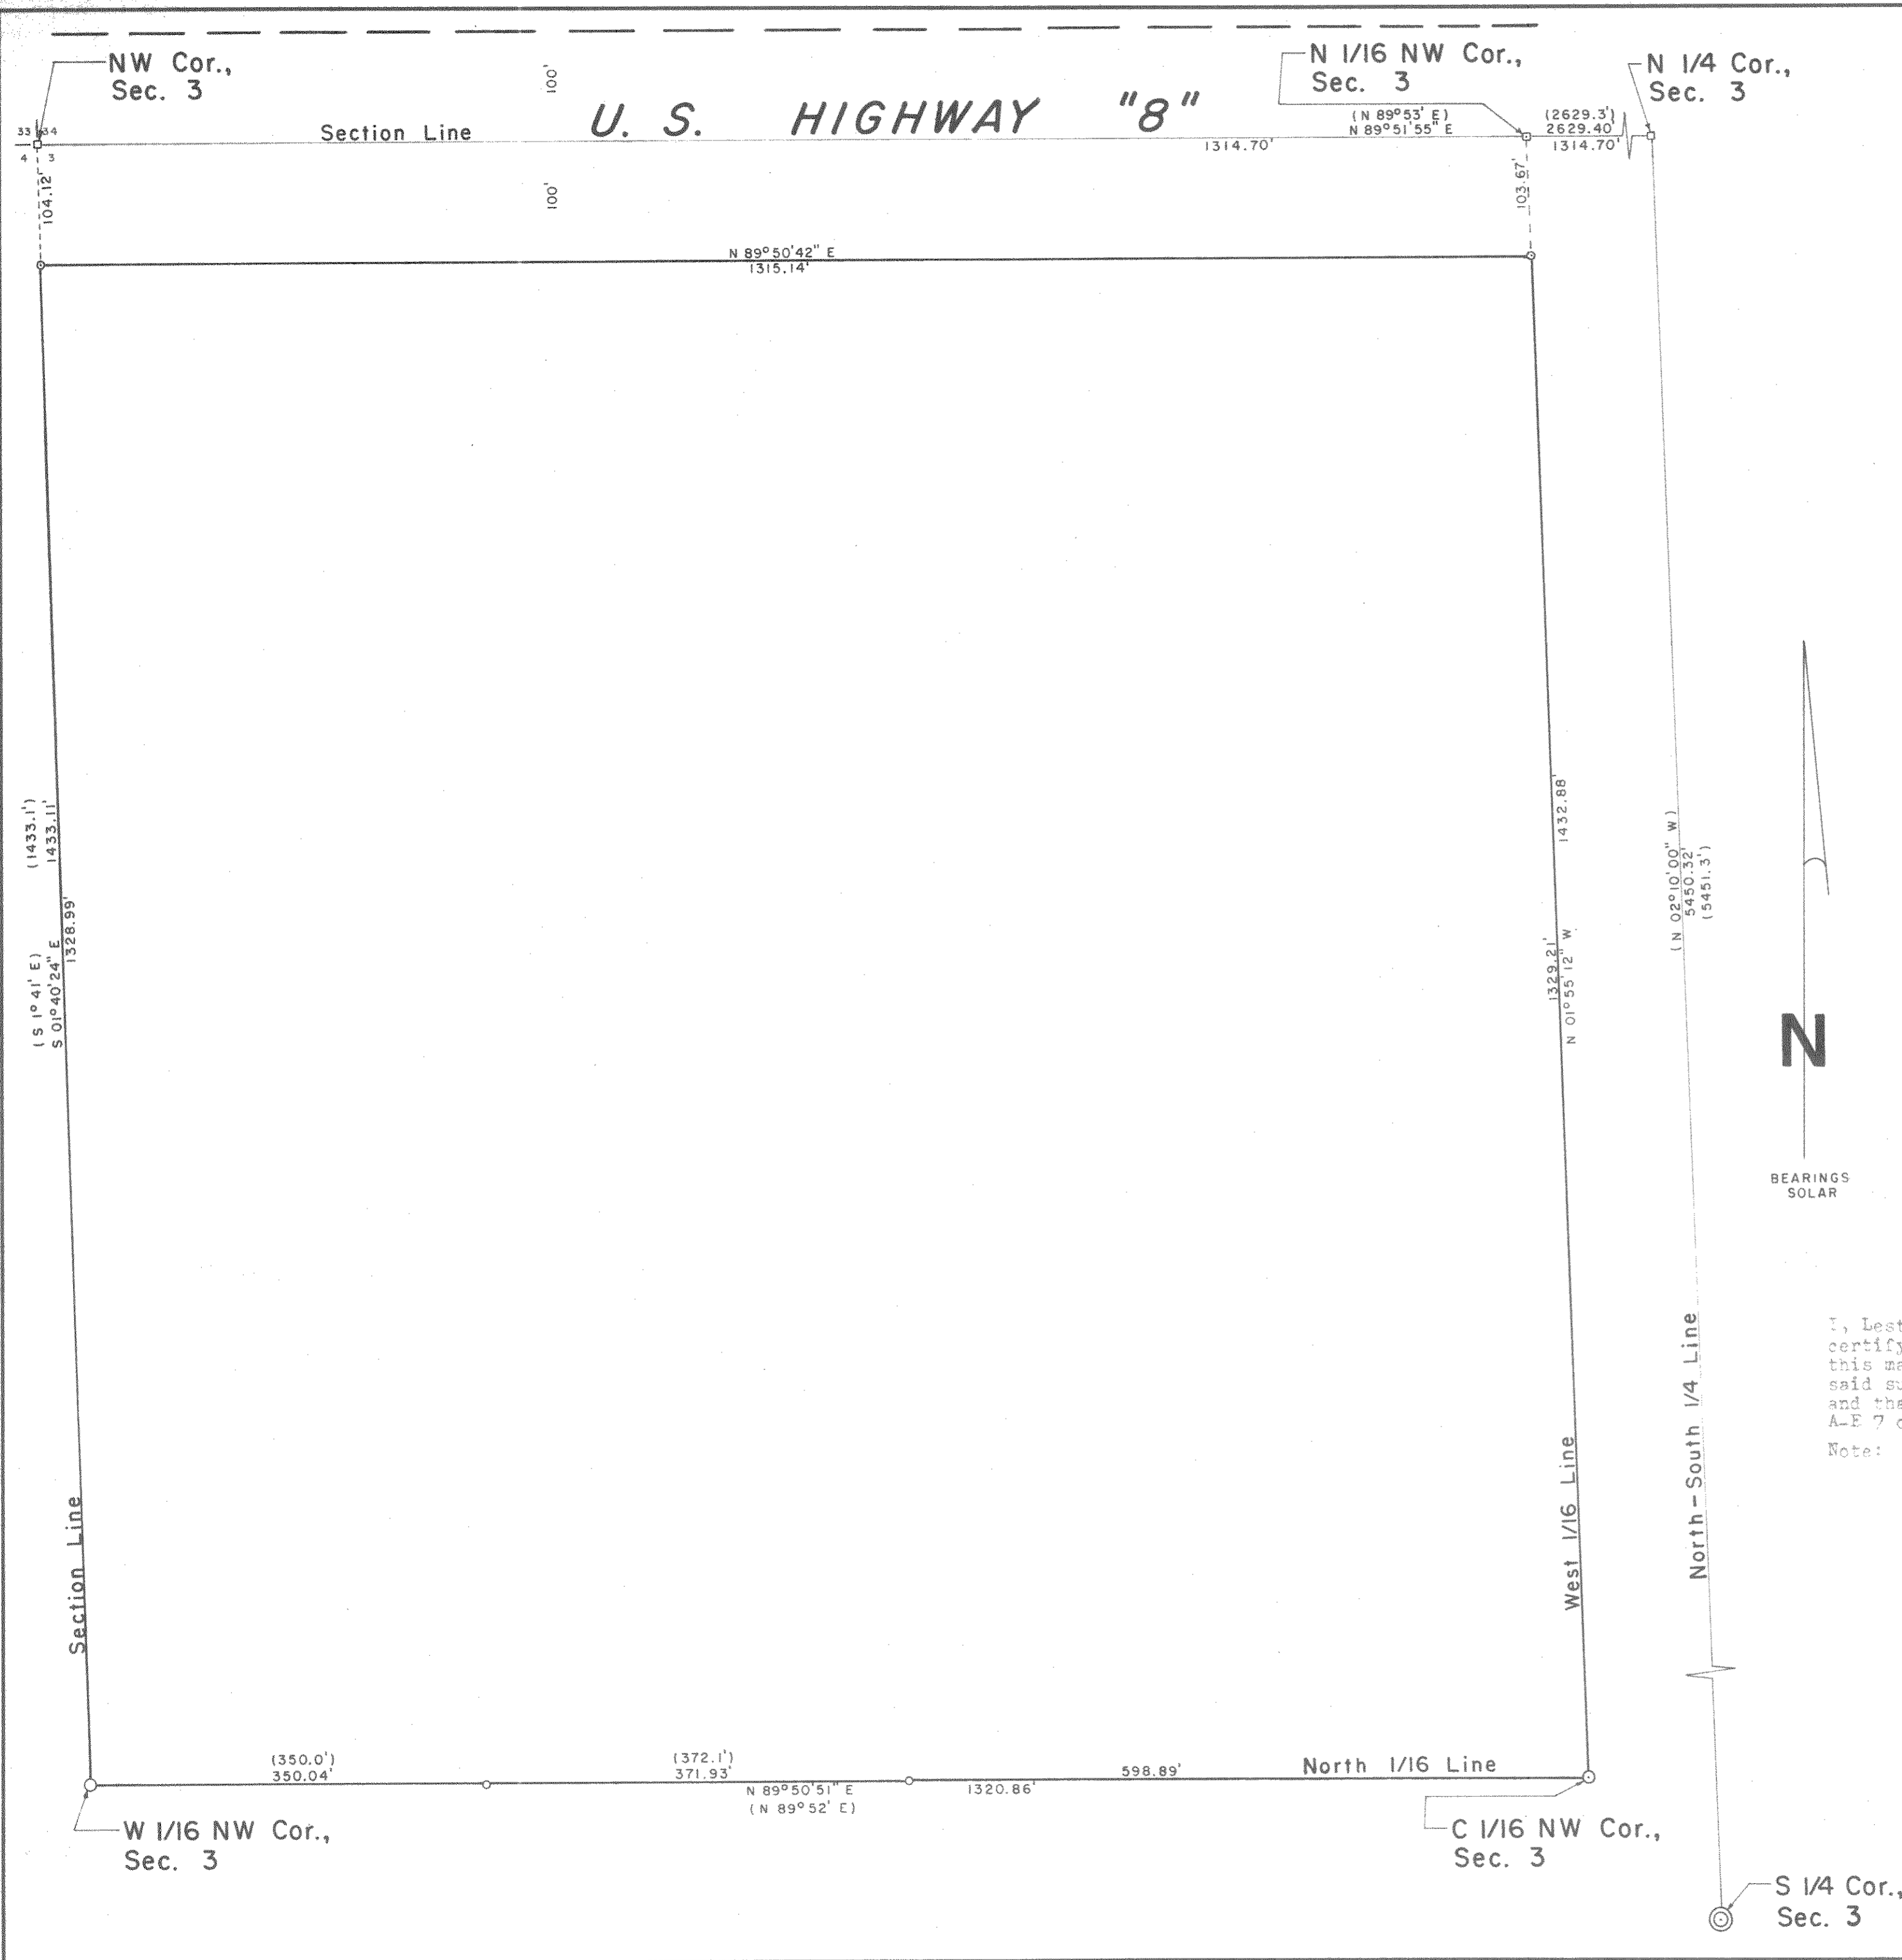 NW Cor.,
Sec. 3
N 1/16 NW Cor.,
Sec. 3
N 1/4 Cor.,
Sec. 3
33 34
4 3
Section Line
100'
U. S. HIGHWAY "8"
(N 89°53' E)
N 89°51'55" E
1314.70'
(2629.3')
2629.40'
1314.70'
104.12'
100'
103.67'
N 89°50'42" E
1315.14'
(1433.1')
1433.11'
1328.99'
(S 1°41' E)
S 01°40'24" E
1432.88'
1329.21'
N 01°55'12" W
(N 02°10'00" W)
5450.32'
(5451.3')
N
BEARINGS
SOLAR
I, Lest
certify
this ma
said su
and tha
A-E 7 o
Note:
Section Line
West 1/16 Line
North-South 1/4 Line
(350.0')
350.04'
(372.1')
371.93'
N 89°50'51" E
(N 89°52' E)
1320.86'
598.89'
North 1/16 Line
W 1/16 NW Cor.,
Sec. 3
C 1/16 NW Cor.,
Sec. 3
S 1/4 Cor.,
Sec. 3